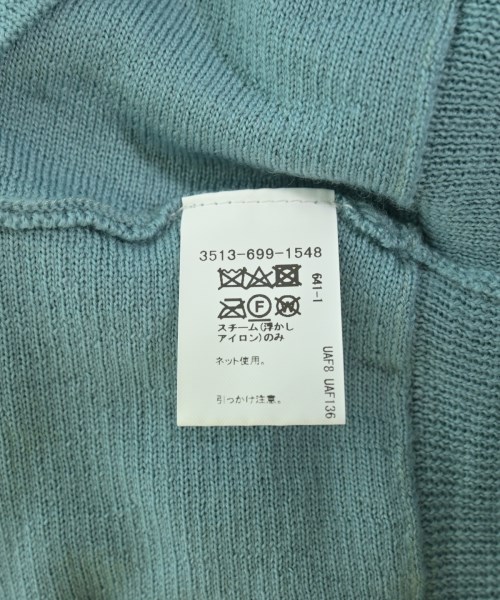 3513-699-1548
641-1
F W
スチーム(浮かし
アイロン)のみ
ネット使用。
引っかけ注意。
UAF8 UAF136